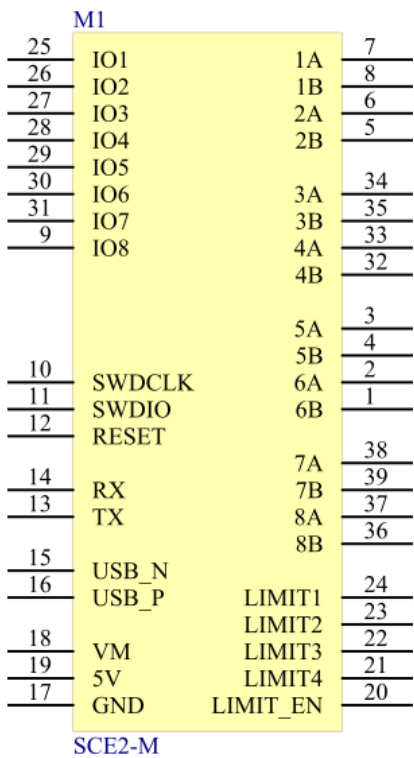 M1
25 IO1 1A 7
26 IO2 1B 8
27 IO3 2A 6
28 IO4 2B 5
29 IO5
30 IO6 3A 34
31 IO7 3B 35
9 IO8 4A 33
4B 32
5A 3
5B 4
10 SWDCLK 6A 2
11 SWDIO 6B 1
12 RESET
7A 38
14 RX 7B 39
13 TX 8A 37
8B 36
15 USB_N
16 USB_P LIMIT1 24
LIMIT2 23
18 VM LIMIT3 22
19 5V LIMIT4 21
17 GND LIMIT_EN 20
SCE2-M